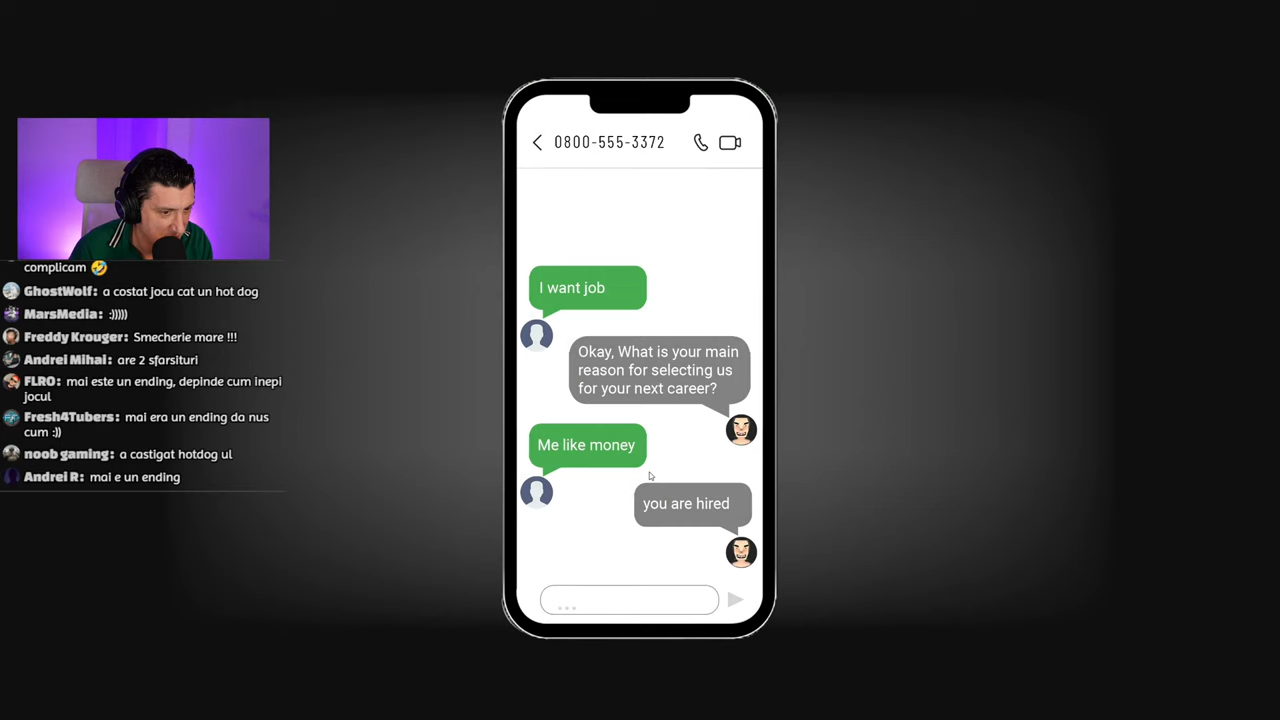 complicam 🤣
GhostWolf: a costat jocu cat un hot dog
MarsMedia: :)))))
Freddy Krouger: Smecherie mare !!!
Andrei Mihai: are 2 sfarsituri
FLRO: mai este un ending, depinde cum inepi
jocul
Fresh4Tubers: mai era un ending da nus
cum :))
noob gaming: a castigat hotdog ul
Andrei R: mai e un ending
0800-555-3372
I want job
Okay, What is your main
reason for selecting us
for your next career?
Me like money
you are hired
...